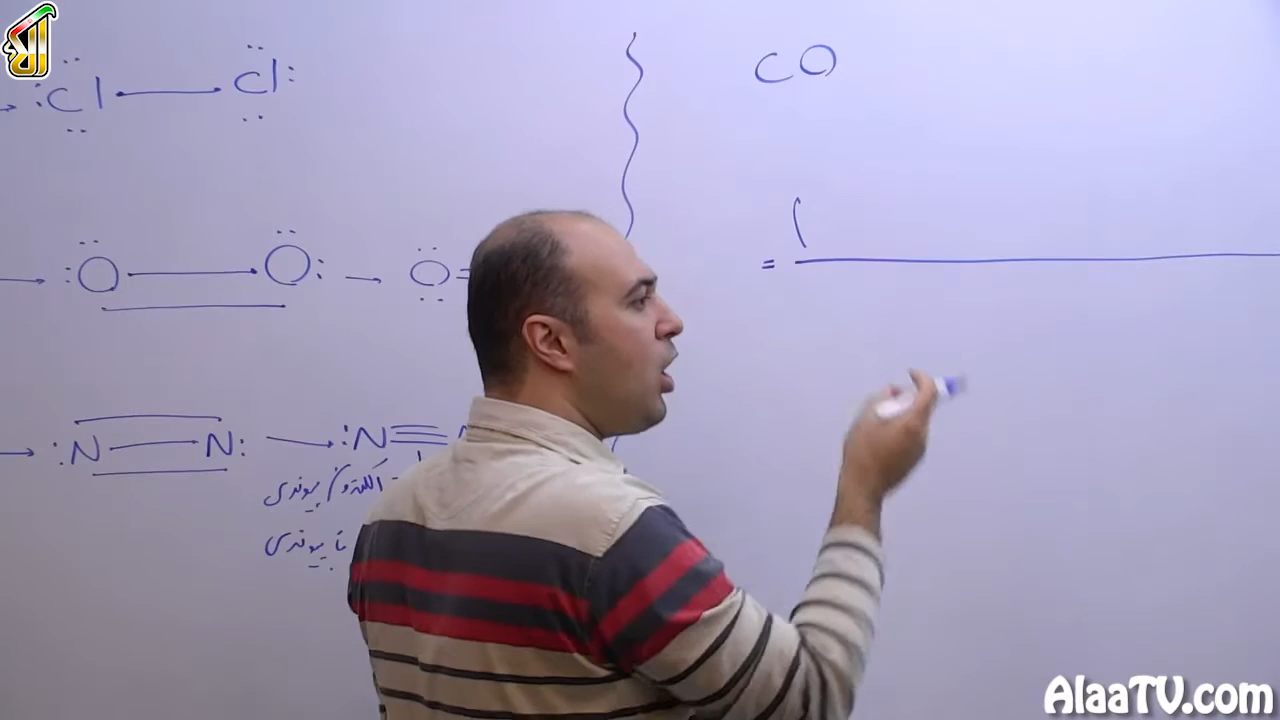 Cl Cl
CO
O O → O =
=
N N → N ≡
الکترون پیوندی
ناپیوندی
AlaaTV.com